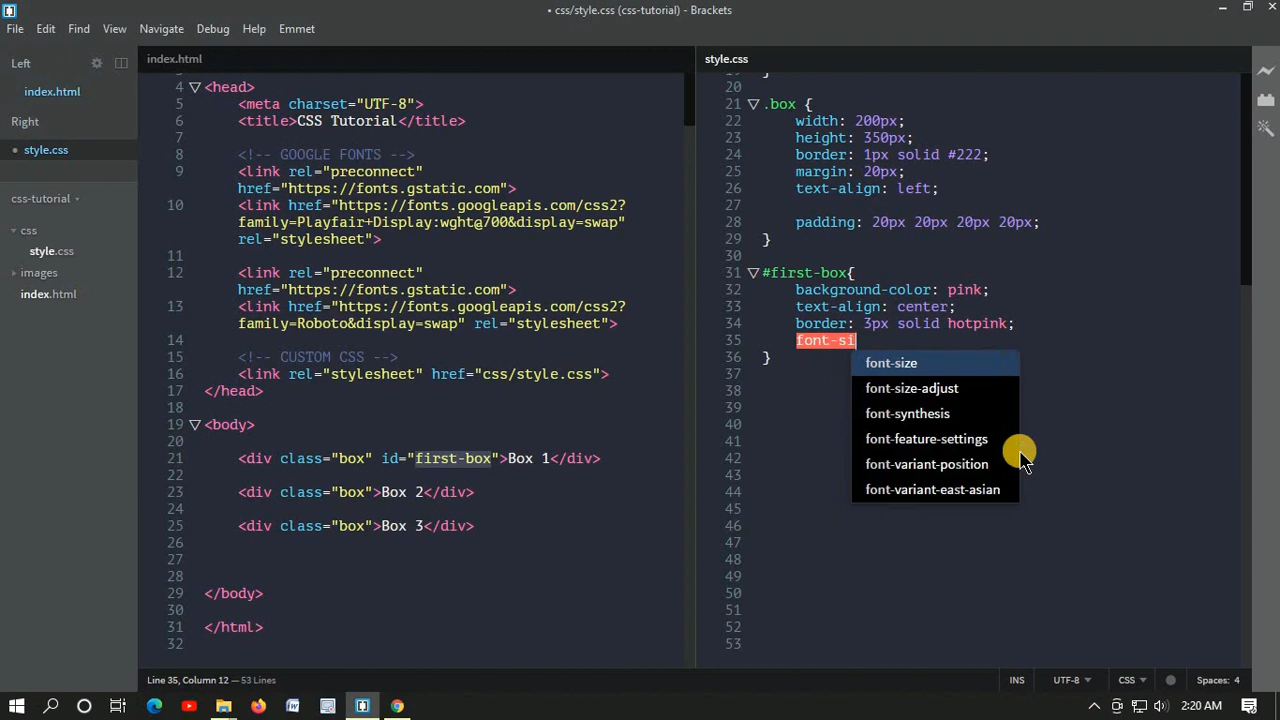 • css/style.css (css-tutorial) - Brackets
File Edit Find View Navigate Debug Help Emmet
Left
index.html
Right
• style.css
css-tutorial
css
style.css
images
index.html
index.html
4 <head>
5 <meta charset="UTF-8">
6 <title>CSS Tutorial</title>
7
8 <!-- GOOGLE FONTS -->
9 <link rel="preconnect"
href="https://fonts.gstatic.com">
10 <link href="https://fonts.googleapis.com/css2?
family=Playfair+Display:wght@700&display=swap"
rel="stylesheet">
11
12 <link rel="preconnect"
href="https://fonts.gstatic.com">
13 <link href="https://fonts.googleapis.com/css2?
family=Roboto&display=swap" rel="stylesheet">
14
15 <!-- CUSTOM CSS -->
16 <link rel="stylesheet" href="css/style.css">
17 </head>
18
19 <body>
20
21 <div class="box" id="first-box">Box 1</div>
22
23 <div class="box">Box 2</div>
24
25 <div class="box">Box 3</div>
26
27
28
29 </body>
30
31 </html>
32
style.css
20
21 .box {
22 width: 200px;
23 height: 350px;
24 border: 1px solid #222;
25 margin: 20px;
26 text-align: left;
27
28 padding: 20px 20px 20px 20px;
29 }
30
31 #first-box{
32 background-color: pink;
33 text-align: center;
34 border: 3px solid hotpink;
35 font-si
36 }
37
38
39
40
41
42
43
44
45
46
47
48
49
50
51
52
53
font-size
font-size-adjust
font-synthesis
font-feature-settings
font-variant-position
font-variant-east-asian
Line 35, Column 12 — 53 Lines
INS UTF-8 CSS Spaces: 4
2:20 AM